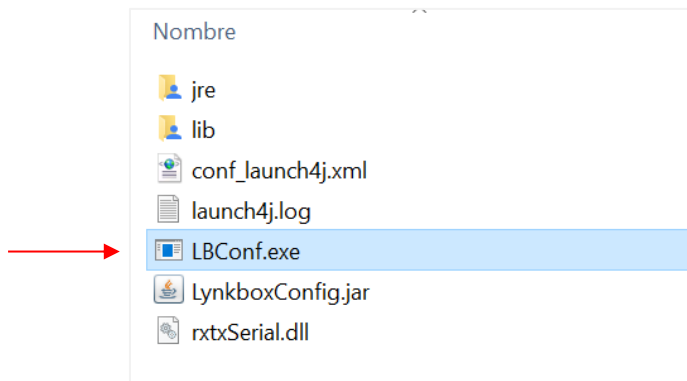 Nombre
jre
lib
conf_launch4j.xml
launch4j.log
LBConf.exe
LynkboxConfig.jar
rxtxSerial.dll